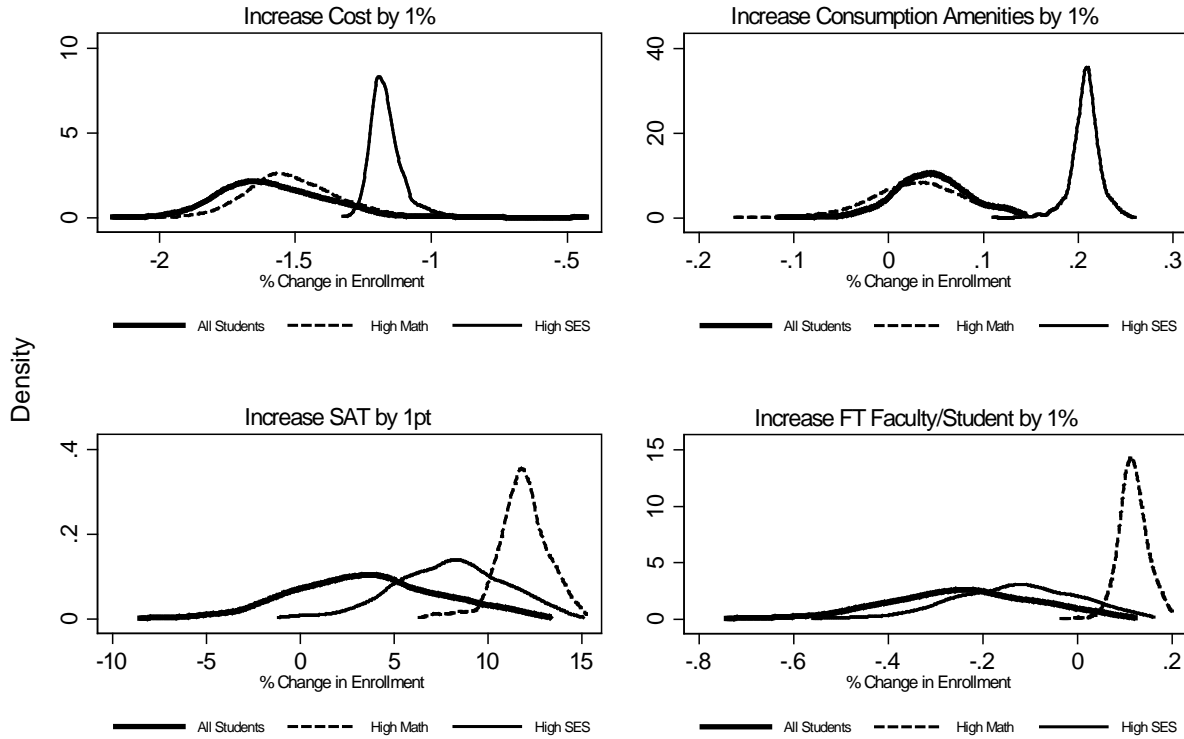 Increase Cost by 1%
10
5
0
-2
-1.5
-1
-.5
% Change in Enrollment
All Students
High Math
High SES
Increase Consumption Amenities by 1%
40
20
0
-.2
-.1
0
.1
.2
.3
% Change in Enrollment
All Students
High Math
High SES
Density
Increase SAT by 1pt
.4
.2
0
-10
-5
0
5
10
15
% Change in Enrollment
All Students
High Math
High SES
Increase FT Faculty/Student by 1%
15
10
5
0
-.8
-.6
-.4
-.2
0
.2
% Change in Enrollment
All Students
High Math
High SES